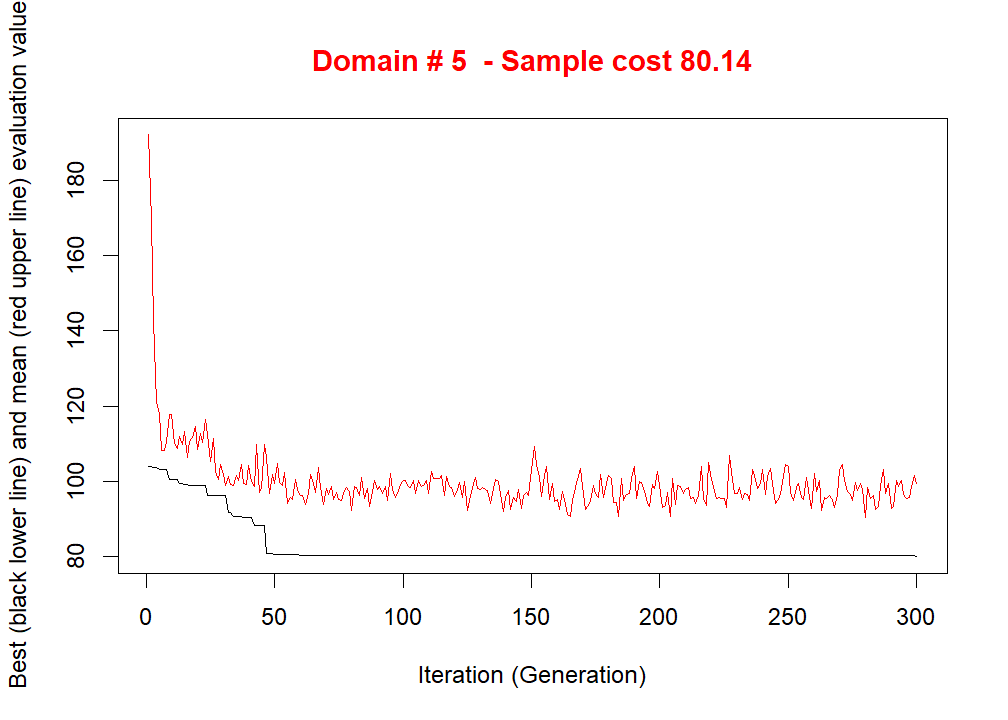 Domain # 5  - Sample cost 80.14
Best (black lower line) and mean (red upper line) evaluation value
180
160
140
120
100
80
0 50 100 150 200 250 300
Iteration (Generation)